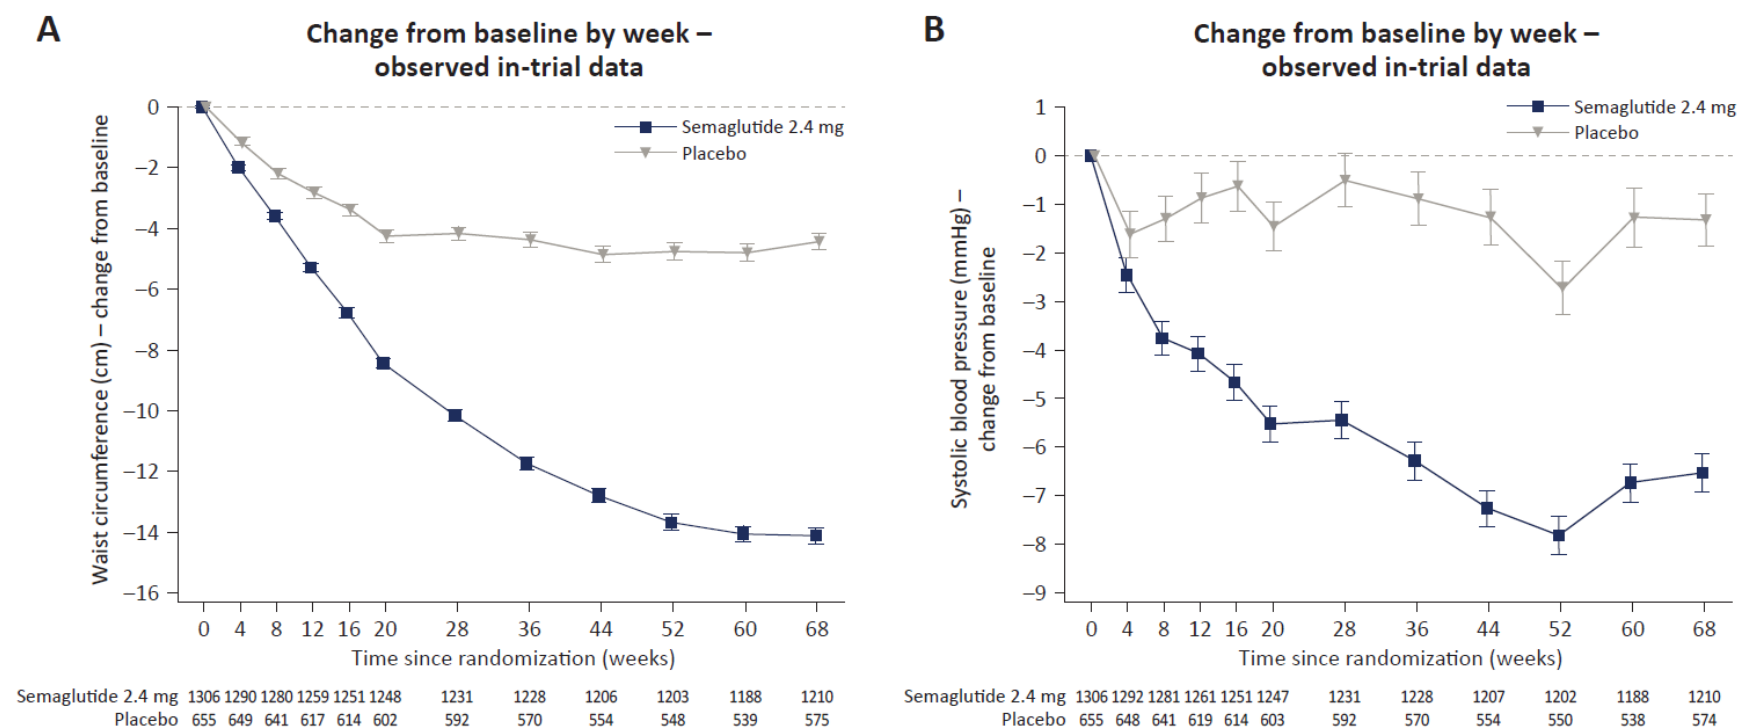 A
Change from baseline by week –
observed in-trial data
Waist circumference (cm) – change from baseline
0
–2
–4
–6
–8
–10
–12
–14
–16
Semaglutide 2.4 mg
Placebo
0 4 8 12 16 20 28 36 44 52 60 68
Time since randomization (weeks)
Semaglutide 2.4 mg 1306 1290 1280 1259 1251 1248 1231 1228 1206 1203 1188 1210
Placebo 655 649 641 617 614 602 592 570 554 548 539 575
B
Change from baseline by week –
observed in-trial data
Systolic blood pressure (mmHg) –
change from baseline
1
0
–1
–2
–3
–4
–5
–6
–7
–8
–9
Semaglutide 2.4 mg
Placebo
0 4 8 12 16 20 28 36 44 52 60 68
Time since randomization (weeks)
Semaglutide 2.4 mg 1306 1292 1281 1261 1251 1247 1231 1228 1207 1202 1188 1210
Placebo 655 648 641 619 614 603 592 570 554 550 538 574